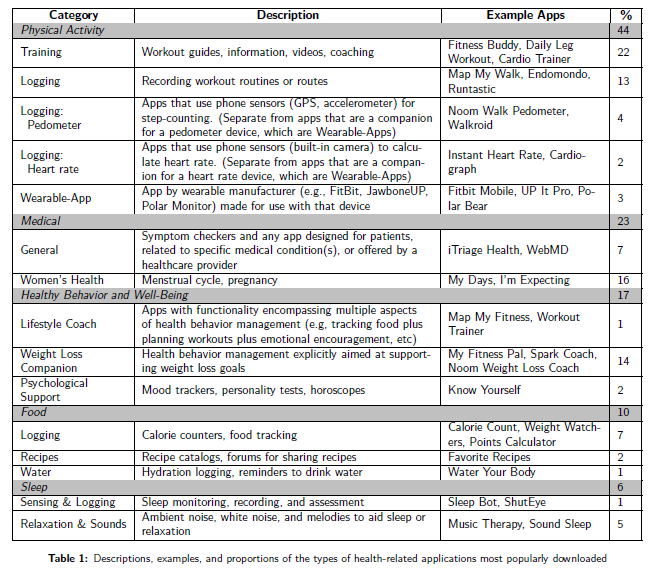 Category Description Example Apps %
Physical Activity 44
Training Workout guides, information, videos, coaching Fitness Buddy, Daily Leg Workout, Cardio Trainer 22
Logging Recording workout routines or routes Map My Walk, Endomondo, Runtastic 13
Logging: Pedometer Apps that use phone sensors (GPS, accelerometer) for step-counting. (Separate from apps that are a companion for a pedometer device, which are Wearable-Apps) Noom Walk Pedometer, Walkroid 4
Logging: Heart rate Apps that use phone sensors (built-in camera) to calcu-late heart rate. (Separate from apps that are a compan-ion for a heart rate device, which are Wearable-Apps) Instant Heart Rate, Cardio-graph 2
Wearable-App App by wearable manufacturer (e.g., FitBit, JawboneUP, Polar Monitor) made for use with that device Fitbit Mobile, UP It Pro, Po-lar Bear 3
Medical 23
General Symptom checkers and any app designed for patients, related to specific medical condition(s), or offered by a healthcare provider iTriage Health, WebMD 7
Women's Health Menstrual cycle, pregnancy My Days, I'm Expecting 16
Healthy Behavior and Well-Being 17
Lifestyle Coach Apps with functionality encompassing multiple aspects of health behavior management (e.g, tracking food plus planning workouts plus emotional encouragement, etc) Map My Fitness, Workout Trainer 1
Weight Loss Companion Health behavior management explicitly aimed at support-ing weight loss goals My Fitness Pal, Spark Coach, Noom Weight Loss Coach 14
Psychological Support Mood trackers, personality tests, horoscopes Know Yourself 2
Food 10
Logging Calorie counters, food tracking Calorie Count, Weight Watch-ers, Points Calculator 7
Recipes Recipe catalogs, forums for sharing recipes Favorite Recipes 2
Water Hydration logging, reminders to drink water Water Your Body 1
Sleep 6
Sensing & Logging Sleep monitoring, recording, and assessment Sleep Bot, ShutEye 1
Relaxation & Sounds Ambient noise, white noise, and melodies to aid sleep or relaxation Music Therapy, Sound Sleep 5
Table 1: Descriptions, examples, and proportions of the types of health-related applications most popularly downloaded